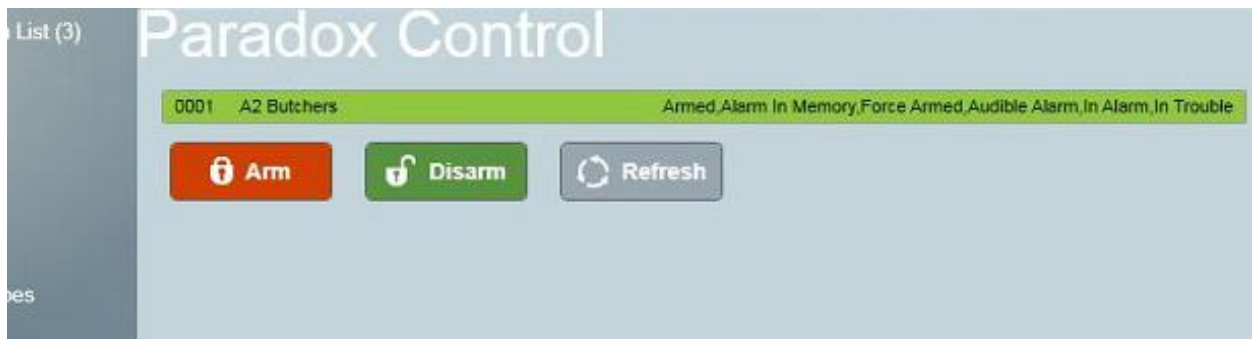 List (3)
Paradox Control
0001 A2 Butchers Armed,Alarm In Memory,Force Armed,Audible Alarm,In Alarm,In Trouble
Arm Disarm Refresh